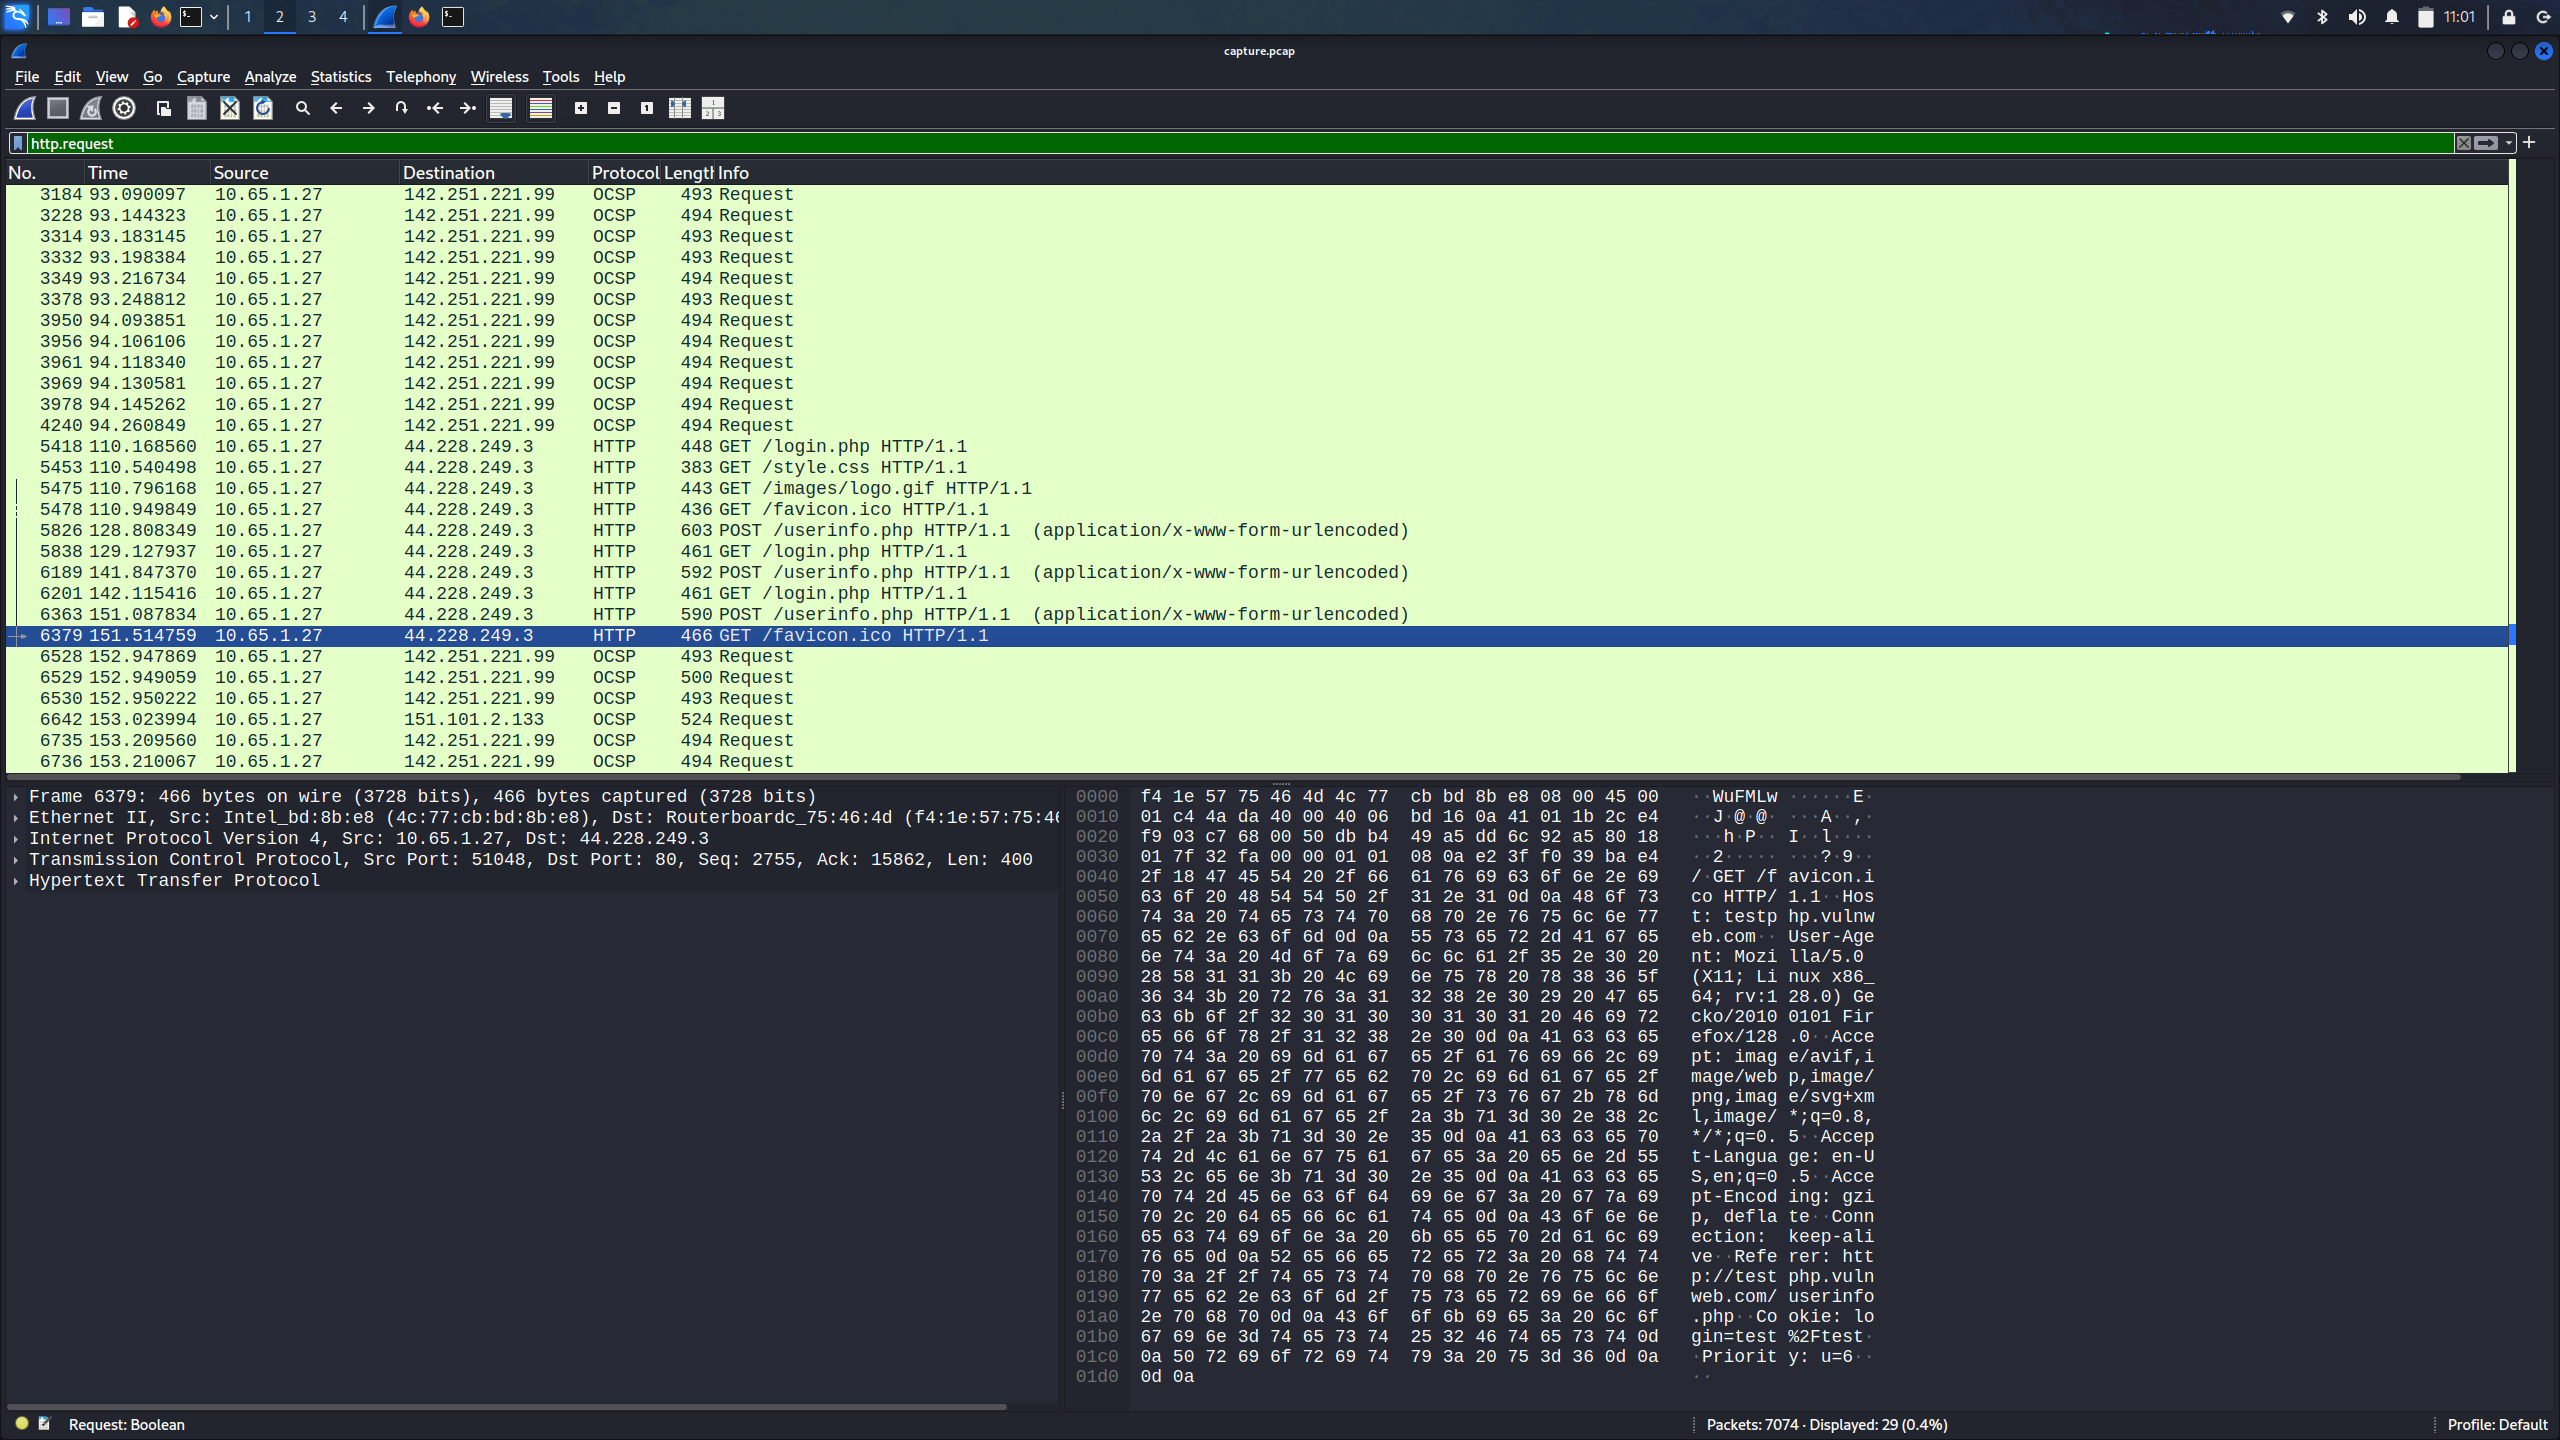 1 2 3 4 11:01
capture.pcap
File Edit View Go Capture Analyze Statistics Telephony Wireless Tools Help
http.request
No. Time Source Destination Protocol Lengtl Info
3184 93.090097 10.65.1.27 142.251.221.99 OCSP 493 Request
3228 93.144323 10.65.1.27 142.251.221.99 OCSP 494 Request
3314 93.183145 10.65.1.27 142.251.221.99 OCSP 493 Request
3332 93.198384 10.65.1.27 142.251.221.99 OCSP 493 Request
3349 93.216734 10.65.1.27 142.251.221.99 OCSP 494 Request
3378 93.248812 10.65.1.27 142.251.221.99 OCSP 493 Request
3950 94.093851 10.65.1.27 142.251.221.99 OCSP 494 Request
3956 94.106106 10.65.1.27 142.251.221.99 OCSP 494 Request
3961 94.118340 10.65.1.27 142.251.221.99 OCSP 494 Request
3969 94.130581 10.65.1.27 142.251.221.99 OCSP 494 Request
3978 94.145262 10.65.1.27 142.251.221.99 OCSP 494 Request
4240 94.260849 10.65.1.27 142.251.221.99 OCSP 494 Request
5418 110.168560 10.65.1.27 44.228.249.3 HTTP 448 GET /login.php HTTP/1.1
5453 110.540498 10.65.1.27 44.228.249.3 HTTP 383 GET /style.css HTTP/1.1
5475 110.796168 10.65.1.27 44.228.249.3 HTTP 443 GET /images/logo.gif HTTP/1.1
5478 110.949849 10.65.1.27 44.228.249.3 HTTP 436 GET /favicon.ico HTTP/1.1
5826 128.808349 10.65.1.27 44.228.249.3 HTTP 603 POST /userinfo.php HTTP/1.1 (application/x-www-form-urlencoded)
5838 129.127937 10.65.1.27 44.228.249.3 HTTP 461 GET /login.php HTTP/1.1
6189 141.847370 10.65.1.27 44.228.249.3 HTTP 592 POST /userinfo.php HTTP/1.1 (application/x-www-form-urlencoded)
6201 142.115416 10.65.1.27 44.228.249.3 HTTP 461 GET /login.php HTTP/1.1
6363 151.087834 10.65.1.27 44.228.249.3 HTTP 590 POST /userinfo.php HTTP/1.1 (application/x-www-form-urlencoded)
6379 151.514759 10.65.1.27 44.228.249.3 HTTP 466 GET /favicon.ico HTTP/1.1
6528 152.947869 10.65.1.27 142.251.221.99 OCSP 493 Request
6529 152.949059 10.65.1.27 142.251.221.99 OCSP 500 Request
6530 152.950222 10.65.1.27 142.251.221.99 OCSP 493 Request
6642 153.023994 10.65.1.27 151.101.2.133 OCSP 524 Request
6735 153.209560 10.65.1.27 142.251.221.99 OCSP 494 Request
6736 153.210067 10.65.1.27 142.251.221.99 OCSP 494 Request
Frame 6379: 466 bytes on wire (3728 bits), 466 bytes captured (3728 bits)
Ethernet II, Src: Intel_bd:8b:e8 (4c:77:cb:bd:8b:e8), Dst: Routerboardc_75:46:4d (f4:1e:57:75:46
Internet Protocol Version 4, Src: 10.65.1.27, Dst: 44.228.249.3
Transmission Control Protocol, Src Port: 51048, Dst Port: 80, Seq: 2755, Ack: 15862, Len: 400
Hypertext Transfer Protocol
0000 f4 1e 57 75 46 4d 4c 77 cb bd 8b e8 08 00 45 00 ··WuFMLw ······E·
0010 01 c4 4a da 40 00 40 06 bd 16 0a 41 01 1b 2c e4 ··J·@·@· ···A··,·
0020 f9 03 c7 68 00 50 db b4 49 a5 dd 6c 92 a5 80 18 ···h·P·· I··l····
0030 01 7f 32 fa 00 00 01 01 08 0a e2 3f f0 39 ba e4 ··2····· ···?·9··
0040 2f 18 47 45 54 20 2f 66 61 76 69 63 6f 6e 2e 69 /·GET /f avicon.i
0050 63 6f 20 48 54 54 50 2f 31 2e 31 0d 0a 48 6f 73 co HTTP/ 1.1··Hos
0060 74 3a 20 74 65 73 74 70 68 70 2e 76 75 6c 6e 77 t: testp hp.vulnw
0070 65 62 2e 63 6f 6d 0d 0a 55 73 65 72 2d 41 67 65 eb.com·· User-Age
0080 6e 74 3a 20 4d 6f 7a 69 6c 6c 61 2f 35 2e 30 20 nt: Mozi lla/5.0
0090 28 58 31 31 3b 20 4c 69 6e 75 78 20 78 38 36 5f (X11; Li nux x86_
00a0 36 34 3b 20 72 76 3a 31 32 38 2e 30 29 20 47 65 64; rv:1 28.0) Ge
00b0 63 6b 6f 2f 32 30 31 30 30 31 30 31 20 46 69 72 cko/2010 0101 Fir
00c0 65 66 6f 78 2f 31 32 38 2e 30 0d 0a 41 63 63 65 efox/128 .0··Acce
00d0 70 74 3a 20 69 6d 61 67 65 2f 61 76 69 66 2c 69 pt: imag e/avif,i
00e0 6d 61 67 65 2f 77 65 62 70 2c 69 6d 61 67 65 2f mage/web p,image/
00f0 70 6e 67 2c 69 6d 61 67 65 2f 73 76 67 2b 78 6d png,imag e/svg+xm
0100 6c 2c 69 6d 61 67 65 2f 2a 3b 71 3d 30 2e 38 2c l,image/ *;q=0.8,
0110 2a 2f 2a 3b 71 3d 30 2e 35 0d 0a 41 63 63 65 70 */*;q=0. 5··Accep
0120 74 2d 4c 61 6e 67 75 61 67 65 3a 20 65 6e 2d 55 t-Langua ge: en-U
0130 53 2c 65 6e 3b 71 3d 30 2e 35 0d 0a 41 63 63 65 S,en;q=0 .5··Acce
0140 70 74 2d 45 6e 63 6f 64 69 6e 67 3a 20 67 7a 69 pt-Encod ing: gzi
0150 70 2c 20 64 65 66 6c 61 74 65 0d 0a 43 6f 6e 6e p, defla te··Conn
0160 65 63 74 69 6f 6e 3a 20 6b 65 65 70 2d 61 6c 69 ection: keep-ali
0170 76 65 0d 0a 52 65 66 65 72 65 72 3a 20 68 74 74 ve··Refe rer: htt
0180 70 3a 2f 2f 74 65 73 74 70 68 70 2e 76 75 6c 6e p://test php.vuln
0190 77 65 62 2e 63 6f 6d 2f 75 73 65 72 69 6e 66 6f web.com/ userinfo
01a0 2e 70 68 70 0d 0a 43 6f 6f 6b 69 65 3a 20 6c 6f .php··Co okie: lo
01b0 67 69 6e 3d 74 65 73 74 25 32 46 74 65 73 74 0d gin=test %2Ftest·
01c0 0a 50 72 69 6f 72 69 74 79 3a 20 75 3d 36 0d 0a ·Priorit y: u=6··
01d0 0d 0a ··
Request: Boolean Packets: 7074 · Displayed: 29 (0.4%) Profile: Default